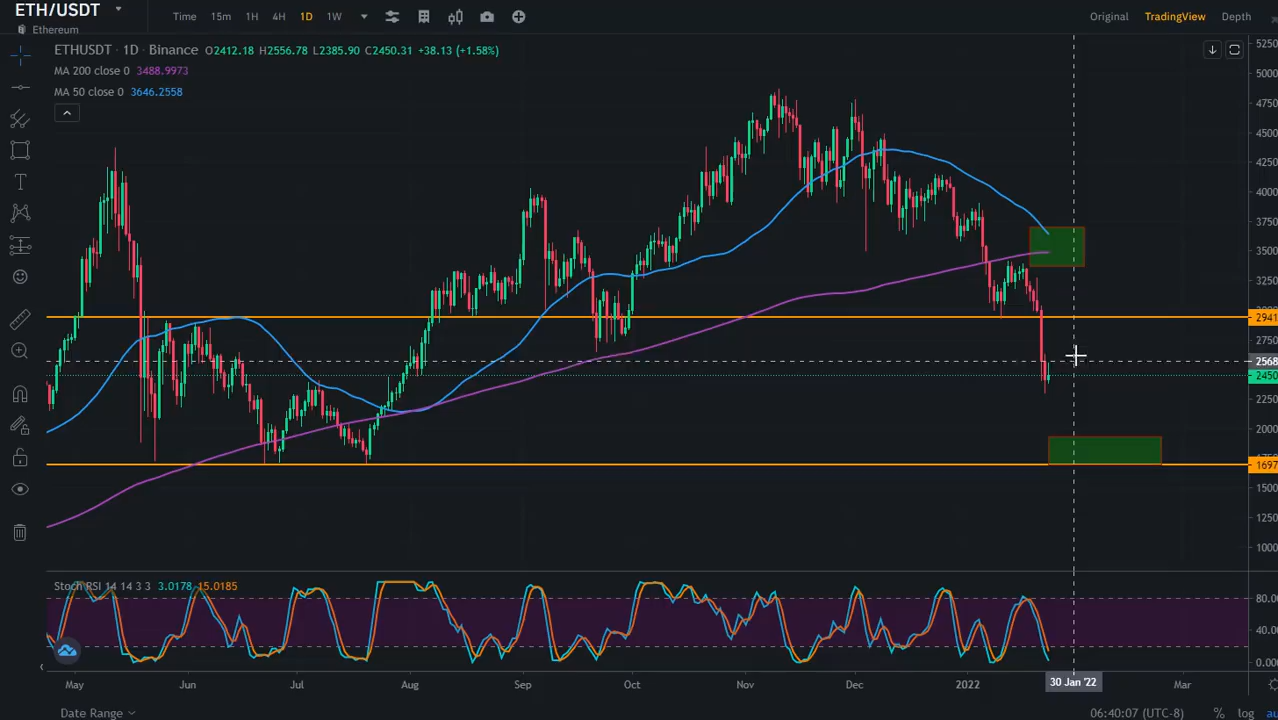 ETH/USDT
Ethereum
Time 15m 1H 4H 1D 1W
Original TradingView Depth
ETHUSDT · 1D · Binance O2412.18 H2556.78 L2385.90 C2450.31 +38.13 (+1.58%)
MA 200 close 0 3488.9973
MA 50 close 0 3646.2558
5250
5000
4750
4500
4250
4000
3750
3500
3250
3000
2941
2750
2568
2450
2250
2000
1750
1697
1500
1250
1000
Stoch RSI 14 14 3 3 3.0178 15.0185
80.00
40.00
0.00
May Jun Jul Aug Sep Oct Nov Dec 2022 30 Jan '22 Mar
Date Range 06:40:07 (UTC-8) % log au